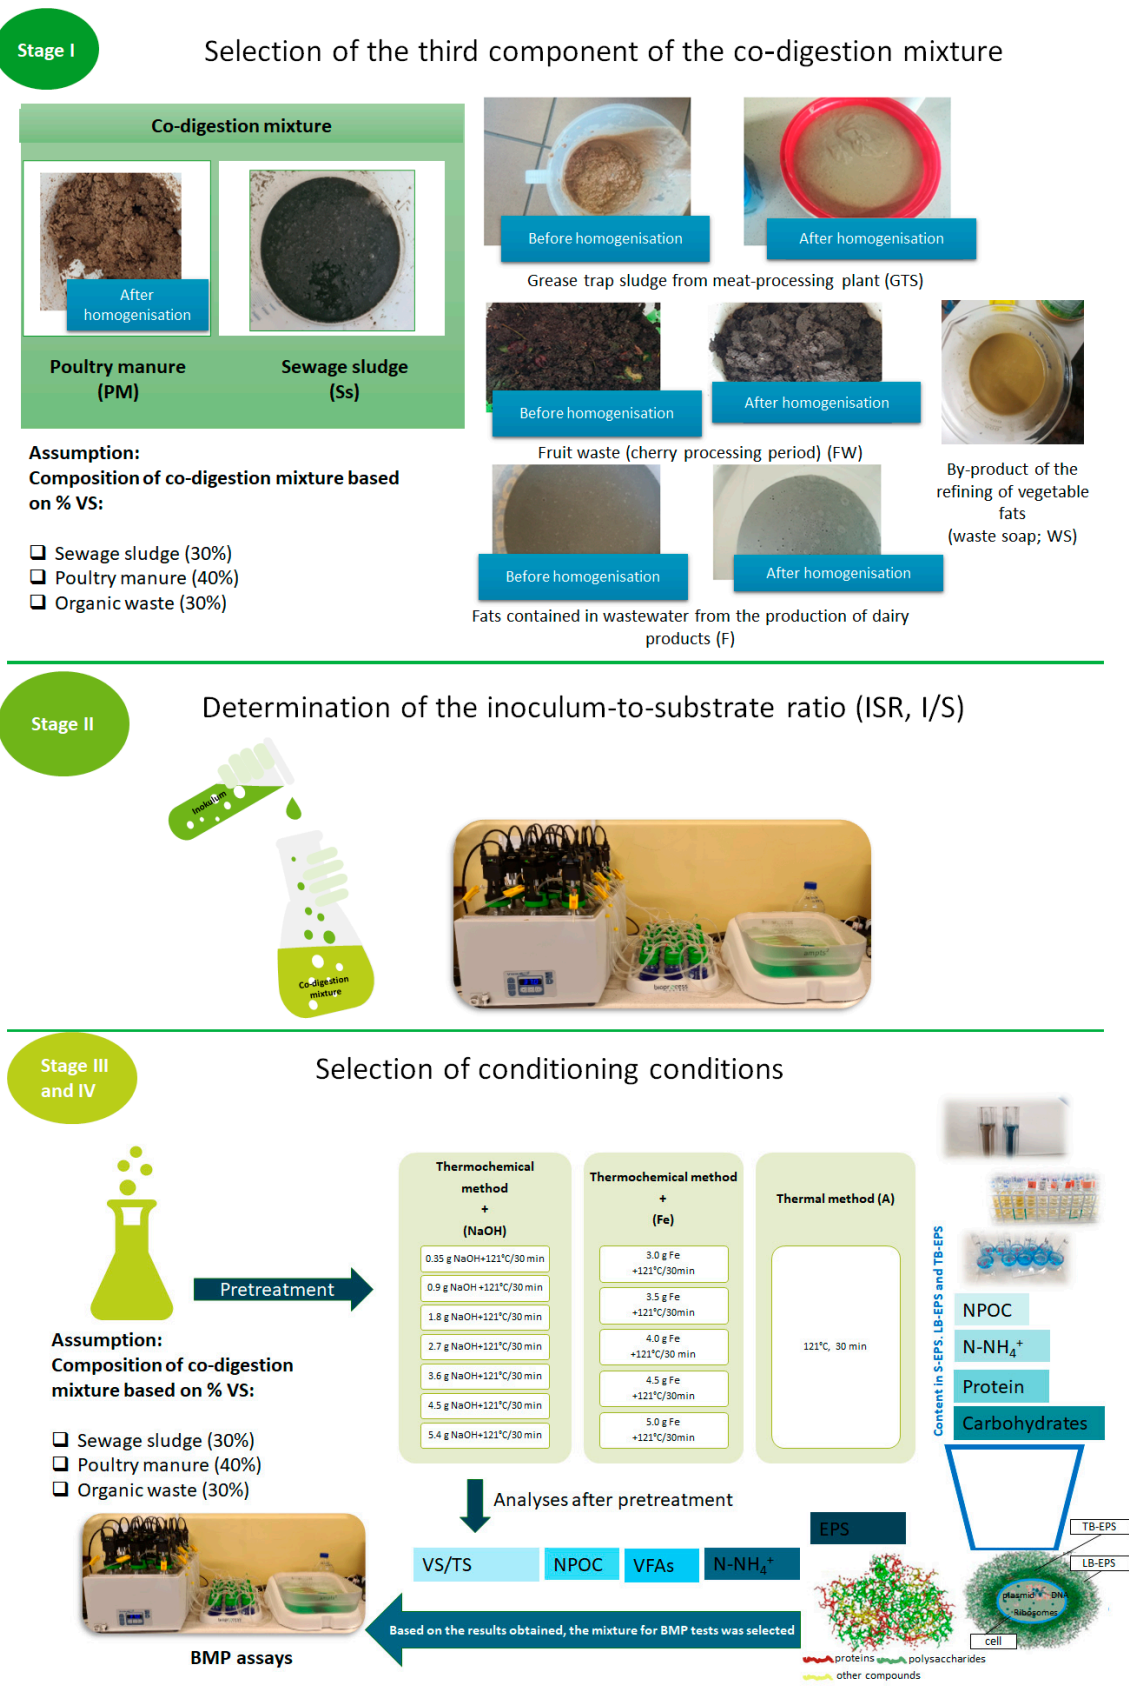 Stage I
Selection of the third component of the co-digestion mixture
Co-digestion mixture
After
homogenisation
Poultry manure
(PM)
Sewage sludge
(Ss)
Before homogenisation
After homogenisation
Grease trap sludge from meat-processing plant (GTS)
Before homogenisation
After homogenisation
Fruit waste (cherry processing period) (FW)
By-product of the
refining of vegetable
fats
(waste soap; WS)
Before homogenisation
After homogenisation
Fats contained in wastewater from the production of dairy
products (F)
Assumption:
Composition of co-digestion mixture based
on % VS:
Sewage sludge (30%)
Poultry manure (40%)
Organic waste (30%)
Stage II
Determination of the inoculum-to-substrate ratio (ISR, I/S)
Inokulum
Co-digestion
mixture
bioprocess
ampts
Stage III
and IV
Selection of conditioning conditions
Pretreatment
Assumption:
Composition of co-digestion
mixture based on % VS:
Sewage sludge (30%)
Poultry manure (40%)
Organic waste (30%)
Thermochemical
method
+
(NaOH)
0.35 g NaOH+121°C/30 min
0.9 g NaOH +121°C/30 min
1.8 g NaOH+121°C/30 min
2.7 g NaOH+121°C/30 min
3.6 g NaOH+121°C/30 min
4.5 g NaOH+121°C/30 min
5.4 g NaOH+121°C/30 min
Thermochemical method
+
(Fe)
3.0 g Fe
+121°C/30min
3.5 g Fe
+121°C/30min
4.0 g Fe
+121°C/30 min
4.5 g Fe
+121°C/30min
5.0 g Fe
+121°C/30min
Thermal method (A)
121°C, 30 min
Content in S-EPS. LB-EPS and TB-EPS
NPOC
N-NH₄⁺
Protein
Carbohydrates
Analyses after pretreatment
VS/TS
NPOC
VFAs
N-NH₄⁺
EPS
TB-EPS
LB-EPS
plasmid
DNA
Ribosomes
cell
proteins
polysaccharides
other compounds
Based on the results obtained, the mixture for BMP tests was selected
BMP assays